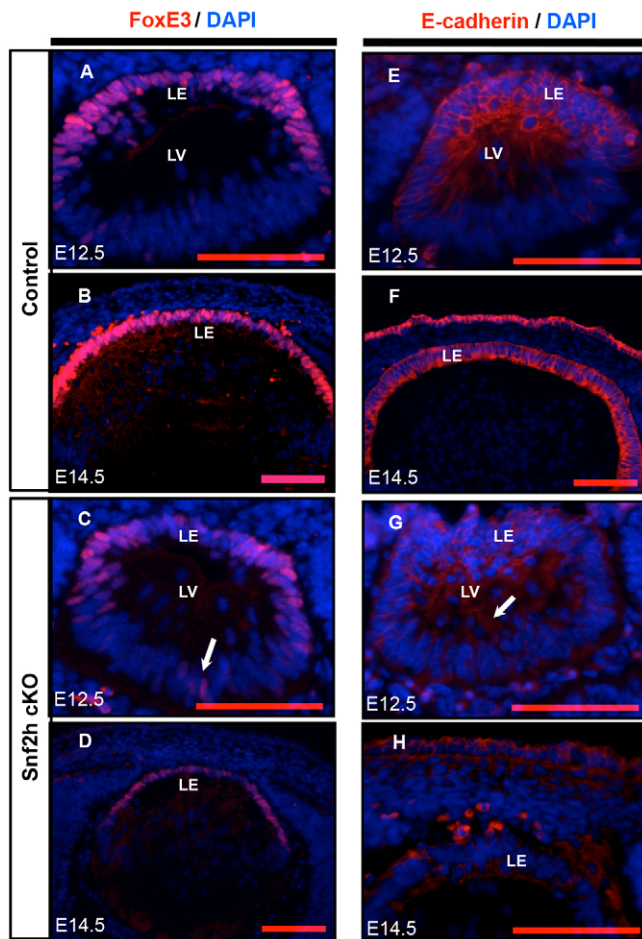 FoxE3 / DAPI
E-cadherin / DAPI
Control
A
LE
LV
E12.5
E
LE
LV
E12.5
B
LE
E14.5
F
LE
E14.5
Snf2h cKO
C
LE
LV
E12.5
G
LE
LV
E12.5
D
LE
E14.5
H
LE
E14.5